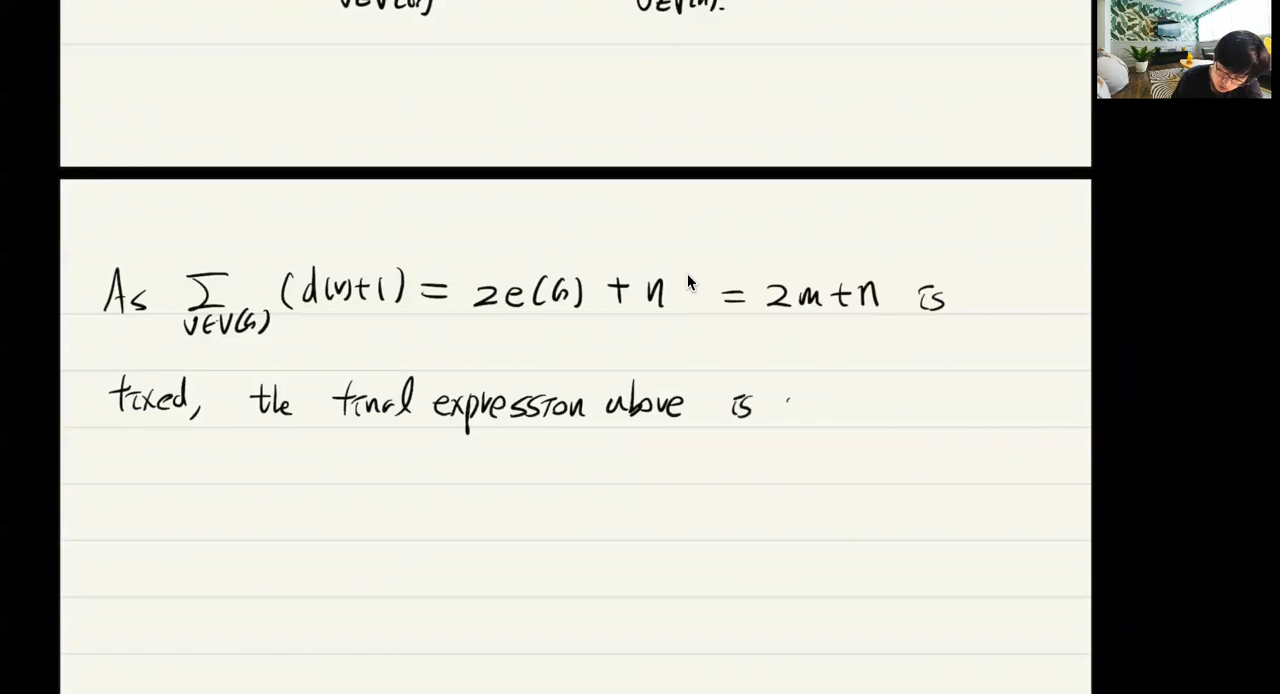 v∈V(G) v∈V(G).
As Σ (d(v)+1) = 2e(G) + n = 2m+n is
v∈V(G)
fixed, the final expression above is